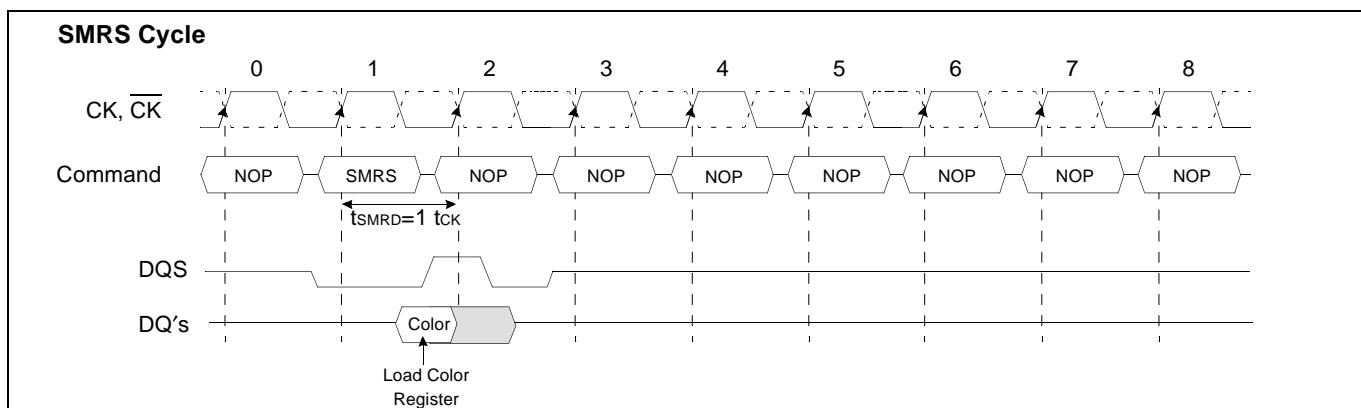 SMRS Cycle
0 1 2 3 4 5 6 7 8
CK, C̅K̅
Command NOP SMRS NOP NOP NOP NOP NOP NOP NOP
tSMRD=1 tCK
DQS
DQ′s Color
Load Color
Register